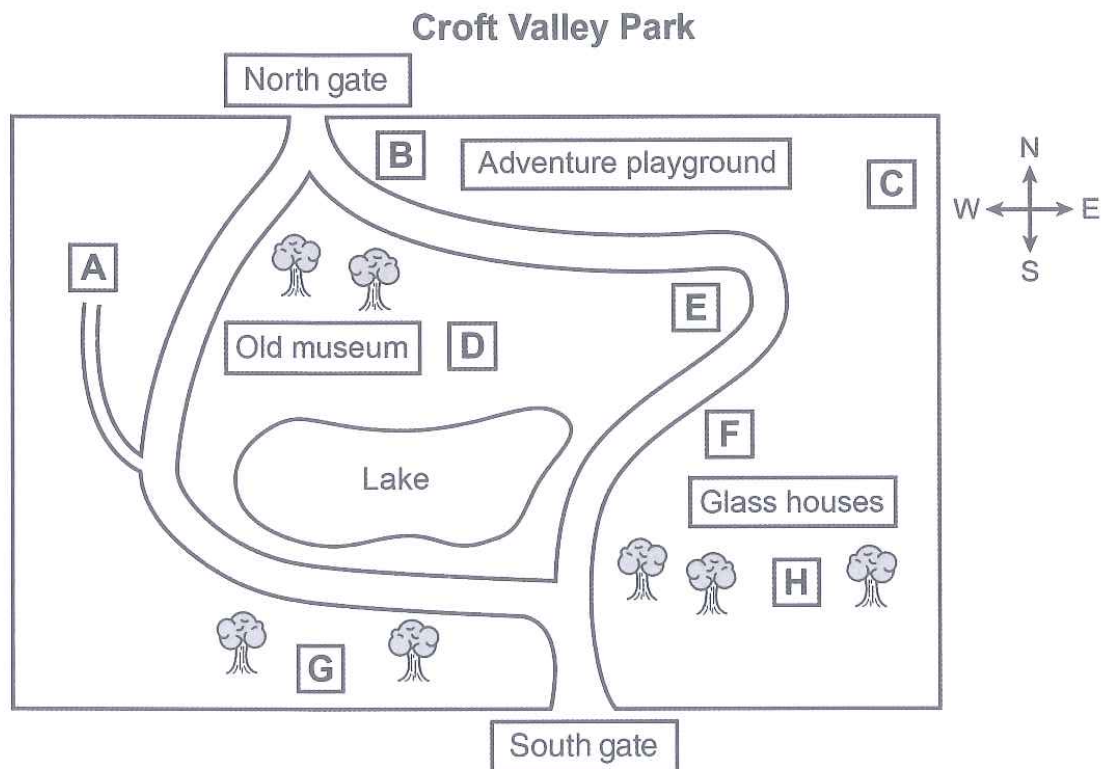 Croft Valley Park
North gate
B
Adventure playground
C
N
W E
S
A
E
Old museum
D
F
Lake
Glass houses
H
G
South gate